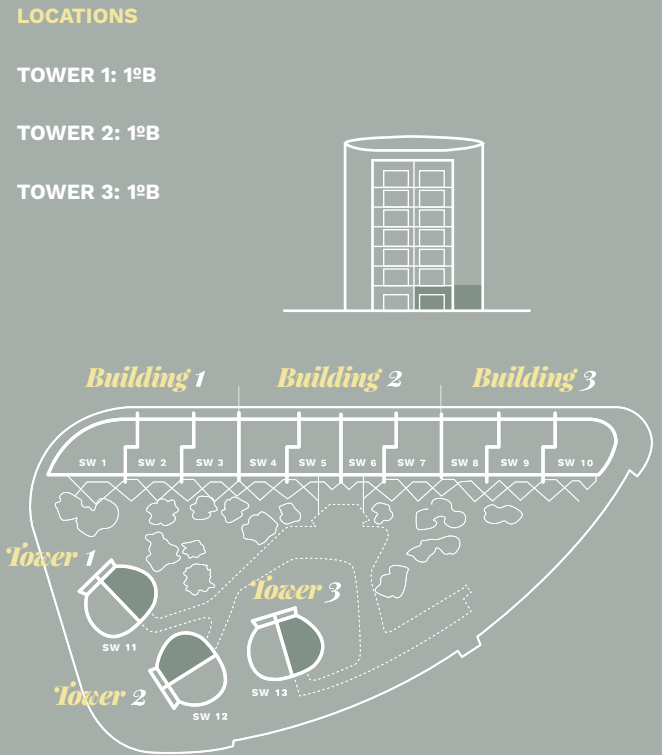 LOCATIONS
TOWER 1: 1ºB
TOWER 2: 1ºB
TOWER 3: 1ºB
Building 1
Building 2
Building 3
SW 1
SW 2
SW 3
SW 4
SW 5
SW 6
SW 7
SW 8
SW 9
SW 10
Tower 1
Tower 3
SW 11
Tower 2
SW 13
SW 12